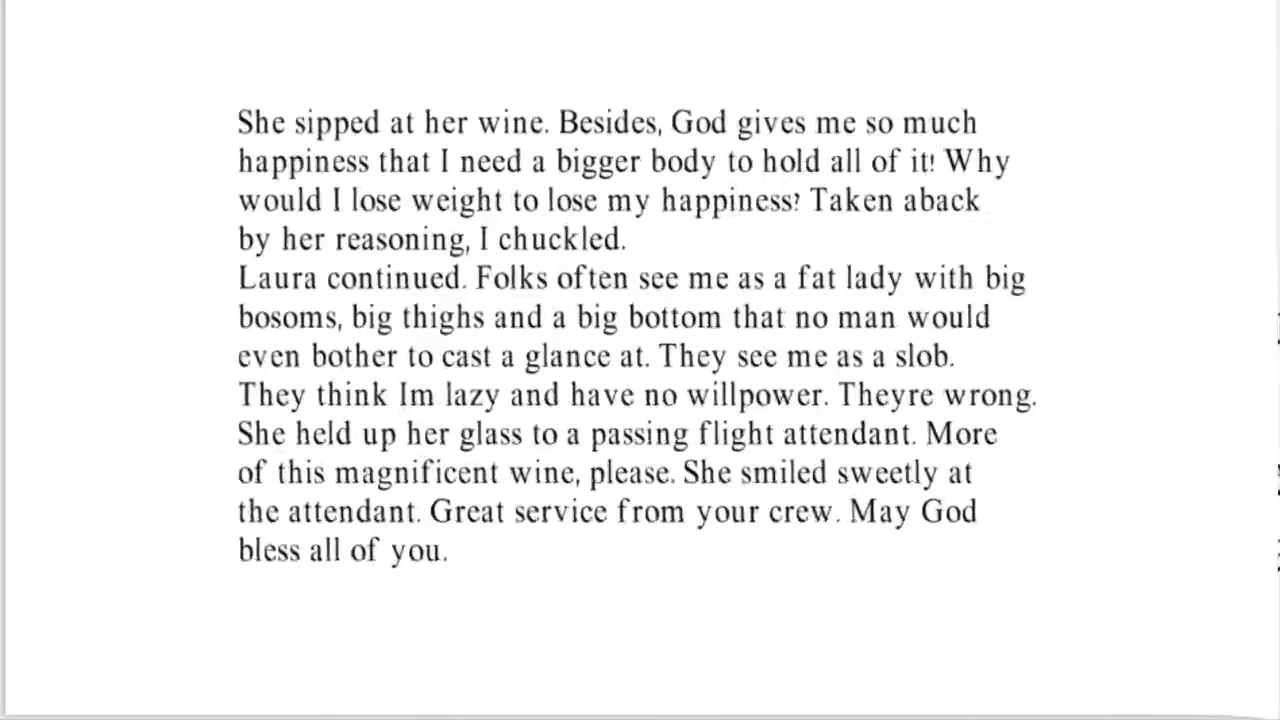 She sipped at her wine. Besides, God gives me so much
happiness that I need a bigger body to hold all of it! Why
would I lose weight to lose my happiness? Taken aback
by her reasoning, I chuckled.
Laura continued. Folks often see me as a fat lady with big
bosoms, big thighs and a big bottom that no man would
even bother to cast a glance at. They see me as a slob.
They think Im lazy and have no willpower. Theyre wrong.
She held up her glass to a passing flight attendant. More
of this magnificent wine, please. She smiled sweetly at
the attendant. Great service from your crew. May God
bless all of you.